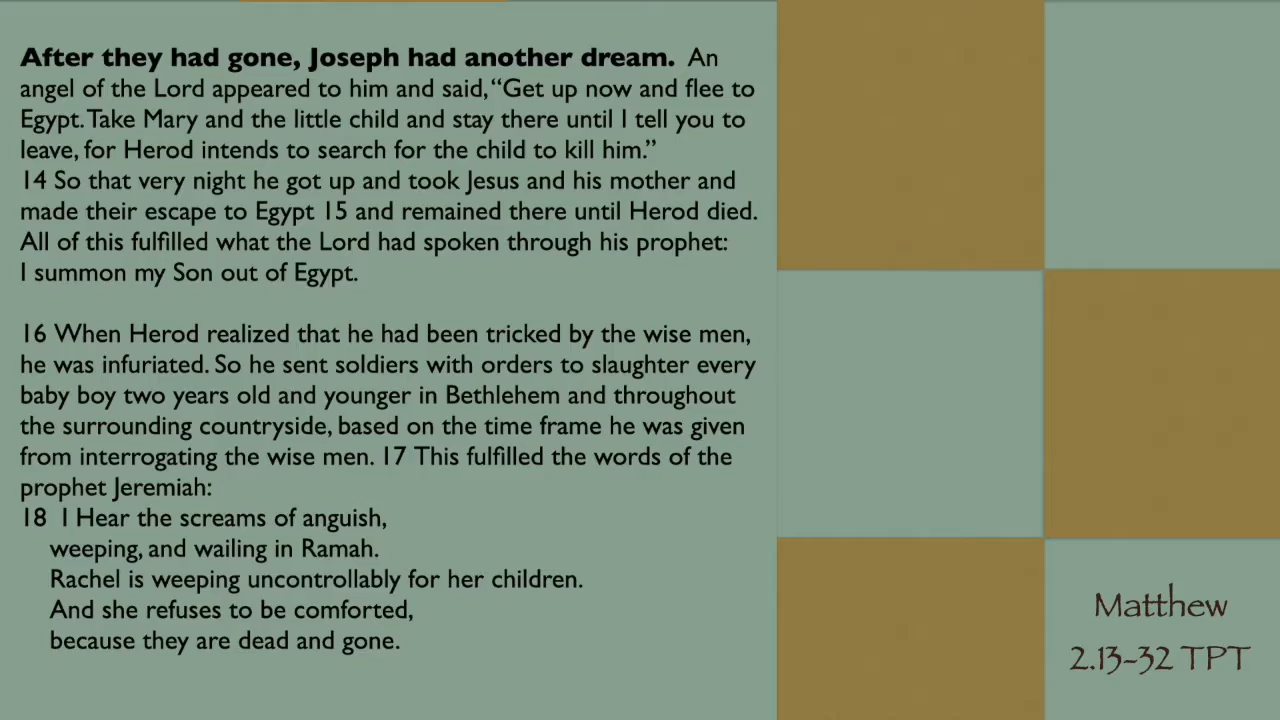 After they had gone, Joseph had another dream. An
angel of the Lord appeared to him and said, “Get up now and flee to
Egypt. Take Mary and the little child and stay there until I tell you to
leave, for Herod intends to search for the child to kill him.”
14 So that very night he got up and took Jesus and his mother and
made their escape to Egypt 15 and remained there until Herod died.
All of this fulfilled what the Lord had spoken through his prophet:
I summon my Son out of Egypt.
16 When Herod realized that he had been tricked by the wise men,
he was infuriated. So he sent soldiers with orders to slaughter every
baby boy two years old and younger in Bethlehem and throughout
the surrounding countryside, based on the time frame he was given
from interrogating the wise men. 17 This fulfilled the words of the
prophet Jeremiah:
18 I Hear the screams of anguish,
weeping, and wailing in Ramah.
Rachel is weeping uncontrollably for her children.
And she refuses to be comforted,
because they are dead and gone.
Matthew
2.13-32 TPT